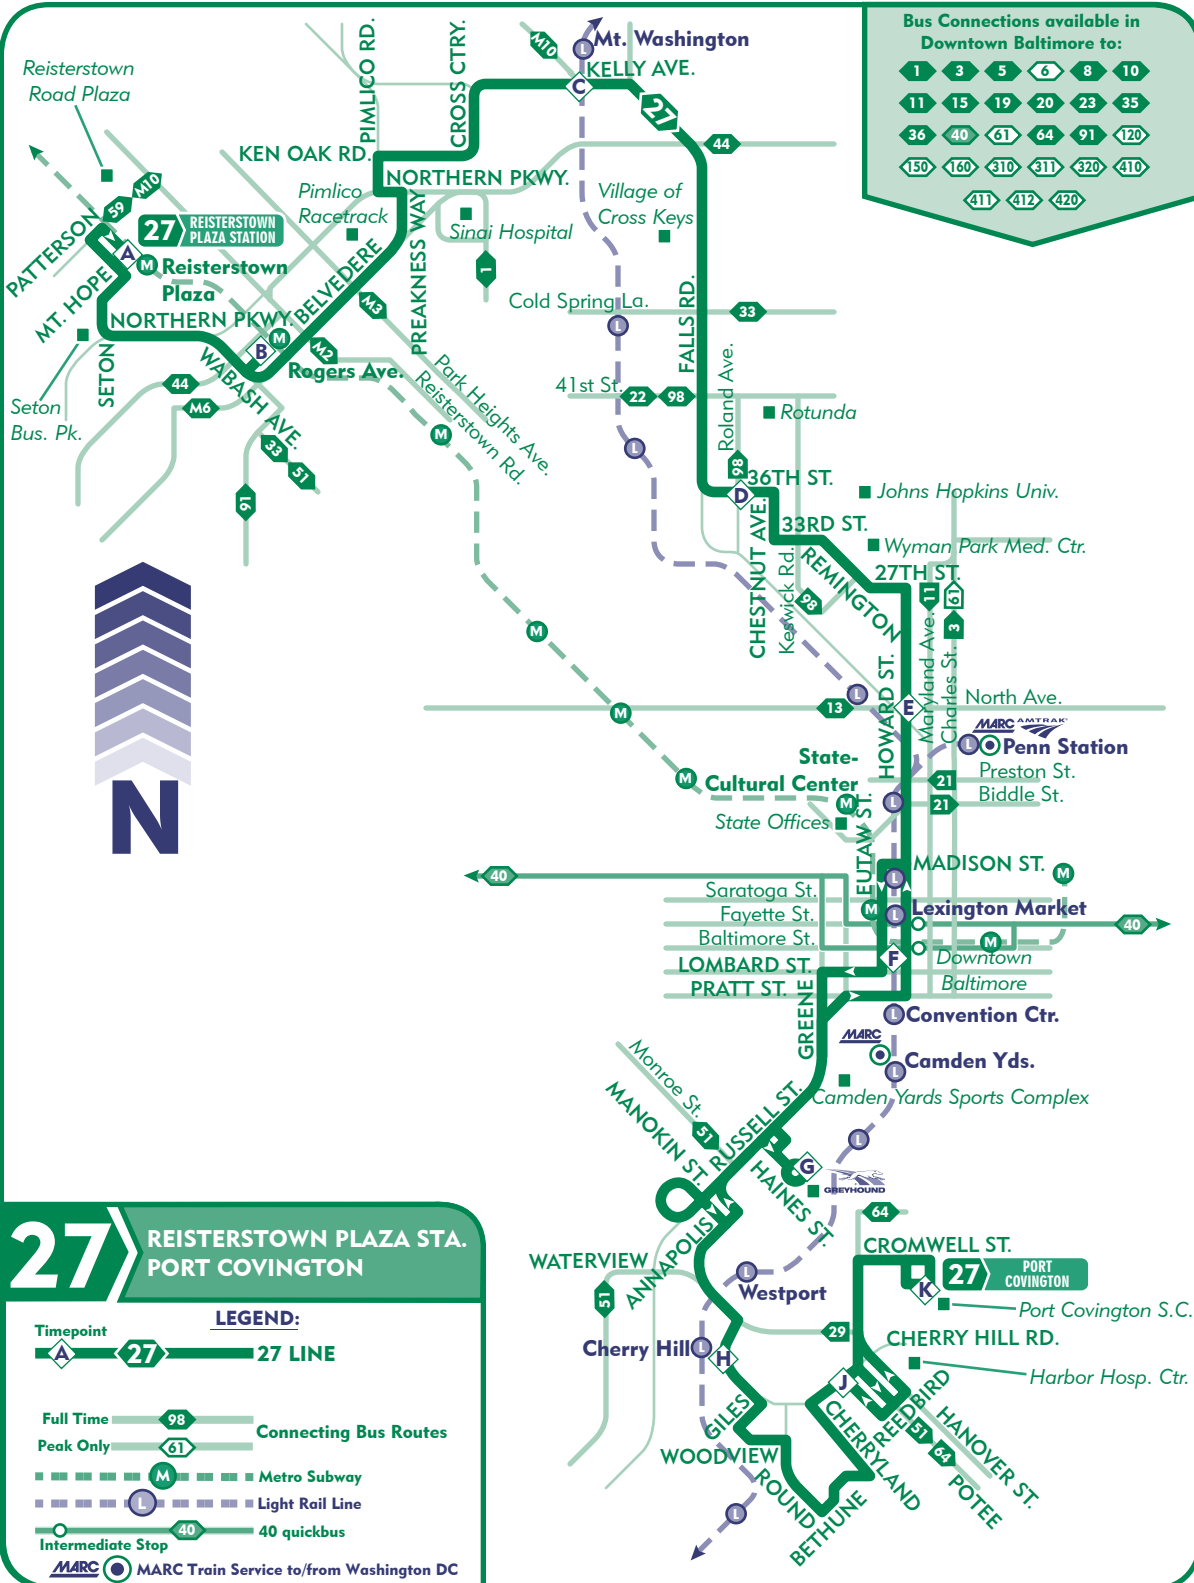 Bus Connections available in
Downtown Baltimore to:
1 3 5 6 8 10
11 15 19 20 23 35
36 40 61 64 91 120
150 160 310 311 320 410
411 412 420
Reisterstown
Road Plaza
PIMLICO RD.
CROSS CTRY.
M10
L
Mt. Washington
KELLY AVE.
C
27
44
KEN OAK RD.
NORTHERN PKWY.
Pimlico
Racetrack
PREAKNESS WAY
Sinai Hospital
1
Village of
Cross Keys
M10
59
PATTERSON
27
REISTERSTOWN
PLAZA STATION
A
M
Reisterstown
Plaza
MT. HOPE
BELVEDERE
M3
NORTHERN PKWY.
M
B
M2
Rogers Ave.
SETON
WABASH AVE.
44
M6
33
51
91
Seton
Bus. Pk.
Park Heights Ave.
Reisterstown Rd.
M
Cold Spring La.
33
L
FALLS RD.
Roland Ave.
41st St.
22
98
Rotunda
L
98
36TH ST.
D
Johns Hopkins Univ.
33RD ST.
Wyman Park Med. Ctr.
CHESTNUT AVE.
Keswick Rd.
REMINGTON
98
27TH ST.
11
61
3
Maryland Ave.
Charles St.
HOWARD ST.
M
M
M
13
L
E
North Ave.
MARC
AMTRAK
L
Penn Station
State-
Cultural Center
M
State Offices
21
Preston St.
21
Biddle St.
L
EUTAW ST.
MADISON ST.
M
L
40
Saratoga St.
Fayette St.
Baltimore St.
LOMBARD ST.
PRATT ST.
M
L
Lexington Market
40
M
F
Downtown
Baltimore
GREENE
L
Convention Ctr.
MARC
Camden Yds.
L
Camden Yards Sports Complex
Monroe St.
51
MANOKIN ST.
RUSSELL ST.
L
G
HAINES ST.
GREYHOUND
N
ANNAPOLIS
WATERVIEW
51
L
Westport
64
CROMWELL ST.
27
PORT
COVINGTON
K
Port Covington S.C.
29
CHERRY HILL RD.
Harbor Hosp. Ctr.
Cherry Hill
L
H
J
GILES
WOODVIEW
ROUND
BETHUNE
CHERRYLAND
REEDBIRD
51
64
HANOVER ST.
POTEE
L
27
REISTERSTOWN PLAZA STA.
PORT COVINGTON
LEGEND:
Timepoint
A
27
27 LINE
Full Time
98
Peak Only
61
Connecting Bus Routes
M
Metro Subway
L
Light Rail Line
40
40 quickbus
Intermediate Stop
MARC
MARC Train Service to/from Washington DC